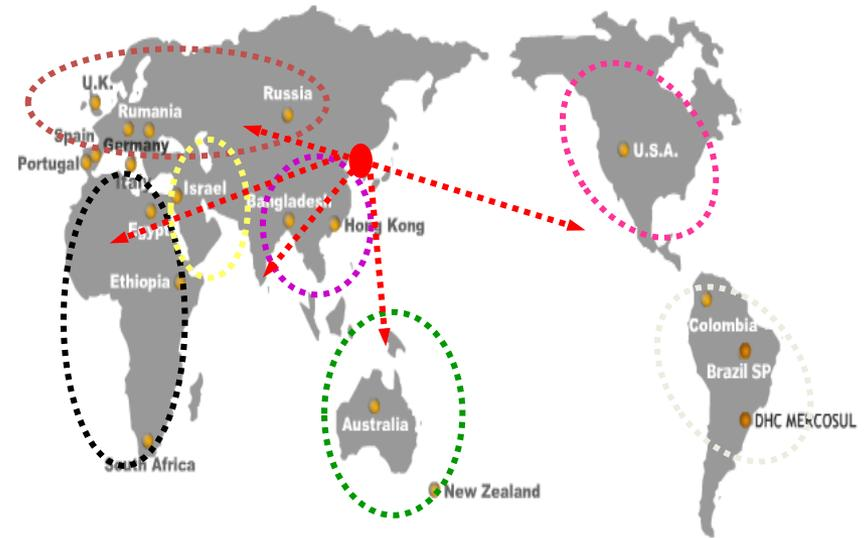 U.K.
Russia
Rumania
Spain
Germany
Portugal
Italy
Israel
Bangladesh
Egypt
Hong Kong
U.S.A.
Ethiopia
Colombia
Brazil SP
DHC MERCOSUL
Australia
South Africa
New Zealand